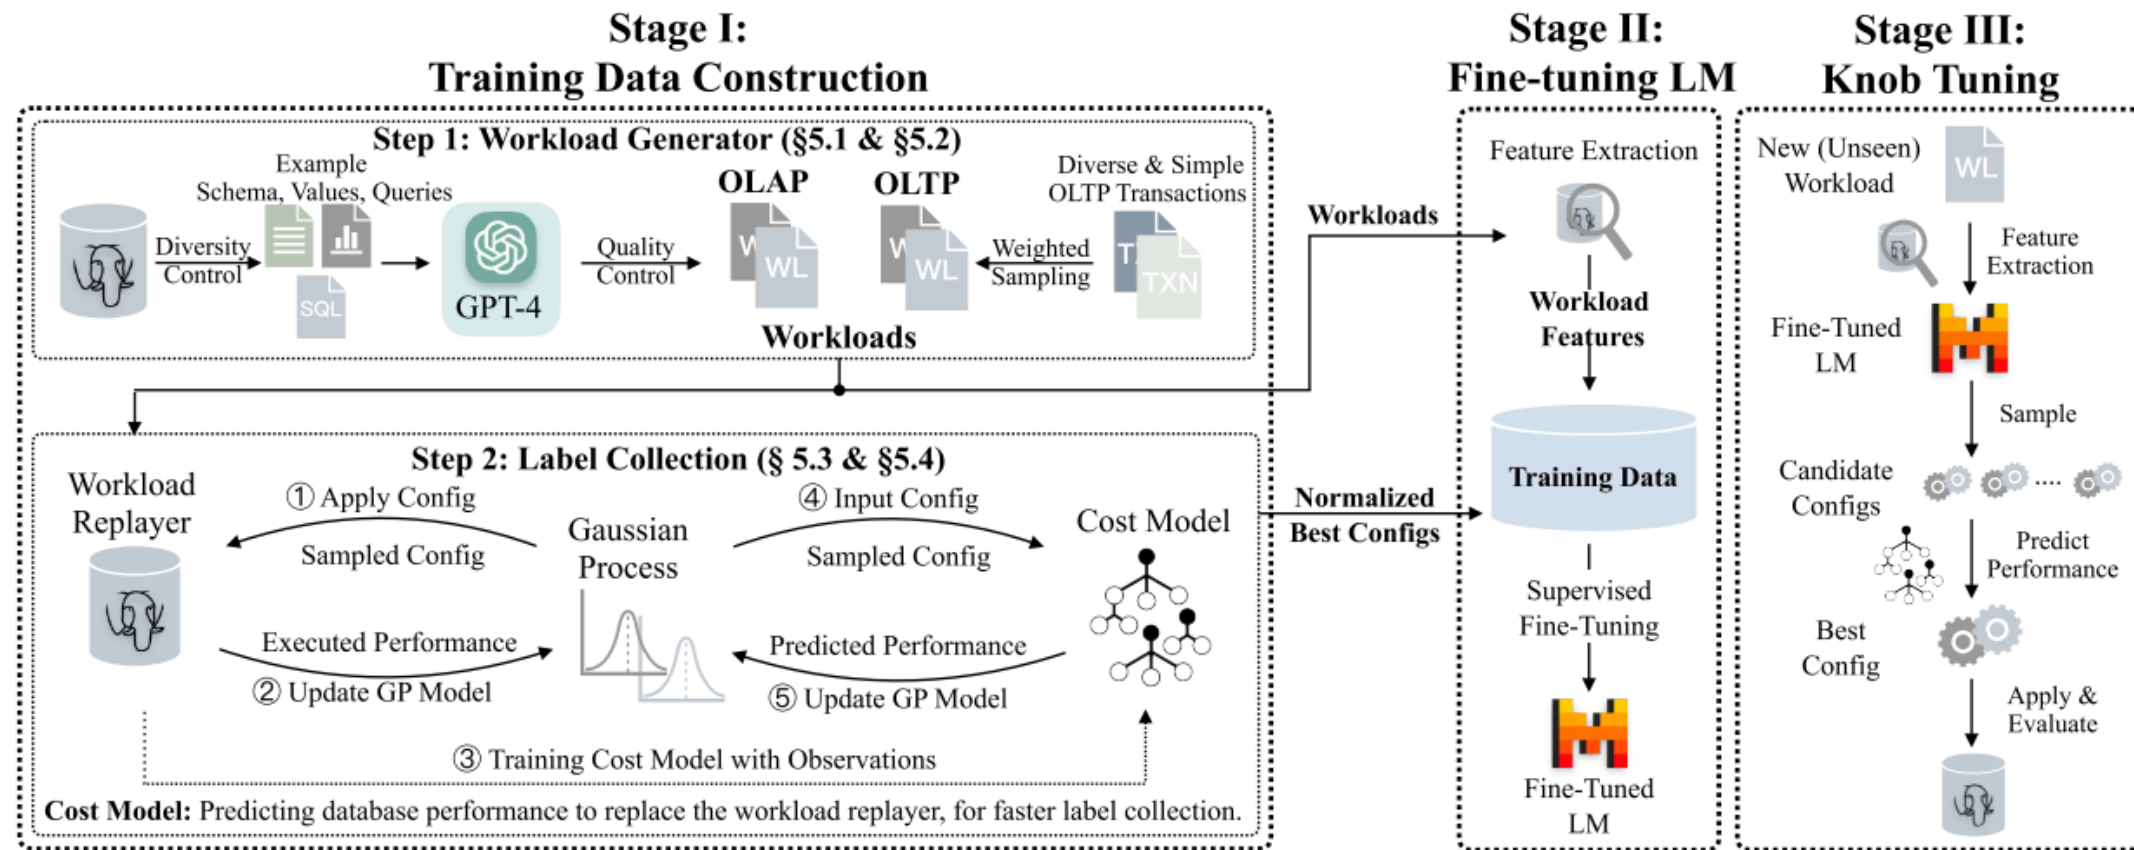 Stage I:
Training Data Construction
Step 1: Workload Generator (§5.1 & §5.2)
Example
Schema, Values, Queries
Diversity
Control
SQL
GPT-4
Quality
Control
OLAP
WL
OLTP
WL
Diverse & Simple
OLTP Transactions
Weighted
Sampling
TXN
Workloads
Step 2: Label Collection (§ 5.3 & §5.4)
Workload
Replayer
① Apply Config
Sampled Config
Executed Performance
② Update GP Model
Gaussian
Process
④ Input Config
Sampled Config
Predicted Performance
⑤ Update GP Model
Cost Model
③ Training Cost Model with Observations
Cost Model: Predicting database performance to replace the workload replayer, for faster label collection.
Workloads
Normalized
Best Configs
Stage II:
Fine-tuning LM
Feature Extraction
Workload
Features
Training Data
Supervised
Fine-Tuning
Fine-Tuned
LM
Stage III:
Knob Tuning
New (Unseen)
Workload
WL
Feature
Extraction
Fine-Tuned
LM
Sample
Candidate
Configs
....
Predict
Performance
Best
Config
Apply &
Evaluate